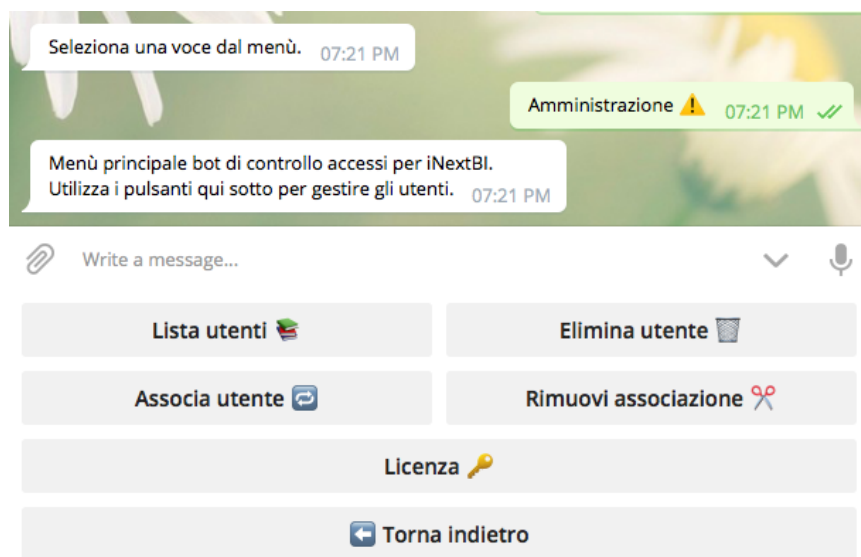 Seleziona una voce dal menù. 07:21 PM
Amministrazione ⚠️ 07:21 PM
Menù principale bot di controllo accessi per iNextBI.
Utilizza i pulsanti qui sotto per gestire gli utenti. 07:21 PM
Write a message...
Lista utenti 📚
Elimina utente 🗑️
Associa utente 🔁
Rimuovi associazione ✂️
Licenza 🔑
⬅️ Torna indietro